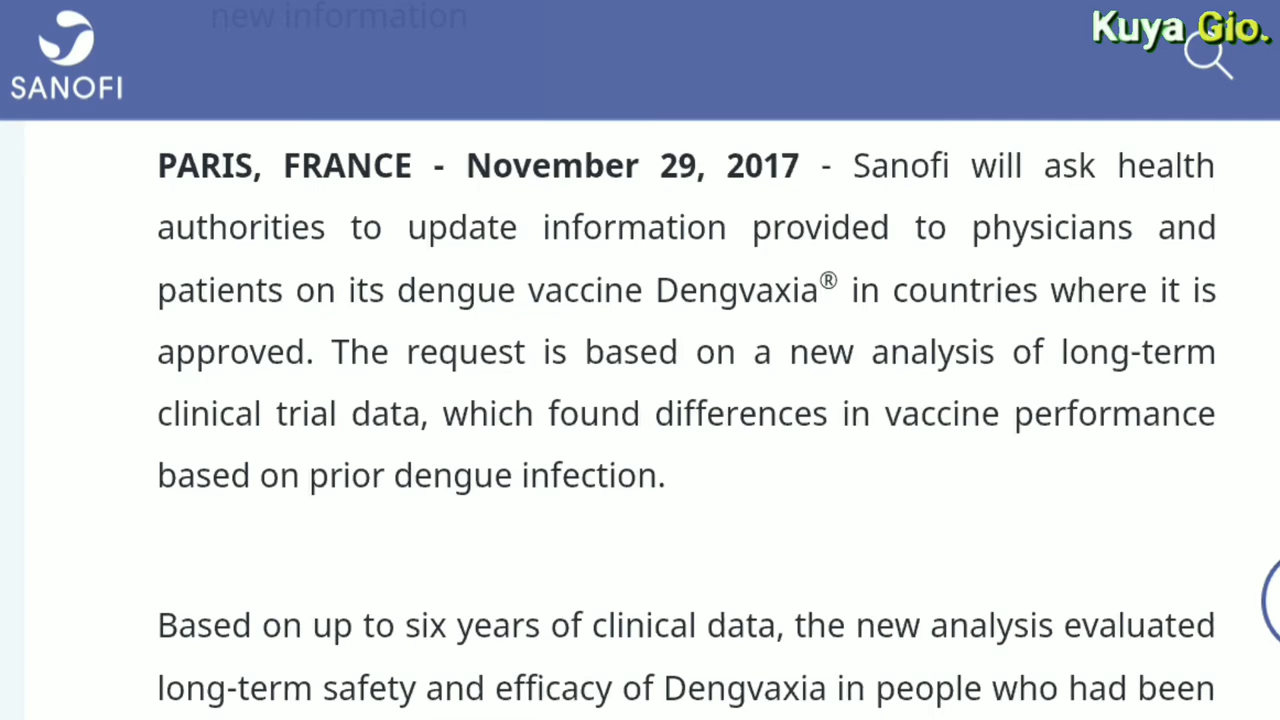 new information
Kuya Gio.
SANOFI
PARIS, FRANCE - November 29, 2017 - Sanofi will ask health
authorities to update information provided to physicians and
patients on its dengue vaccine Dengvaxia® in countries where it is
approved. The request is based on a new analysis of long-term
clinical trial data, which found differences in vaccine performance
based on prior dengue infection.
Based on up to six years of clinical data, the new analysis evaluated
long-term safety and efficacy of Dengvaxia in people who had been